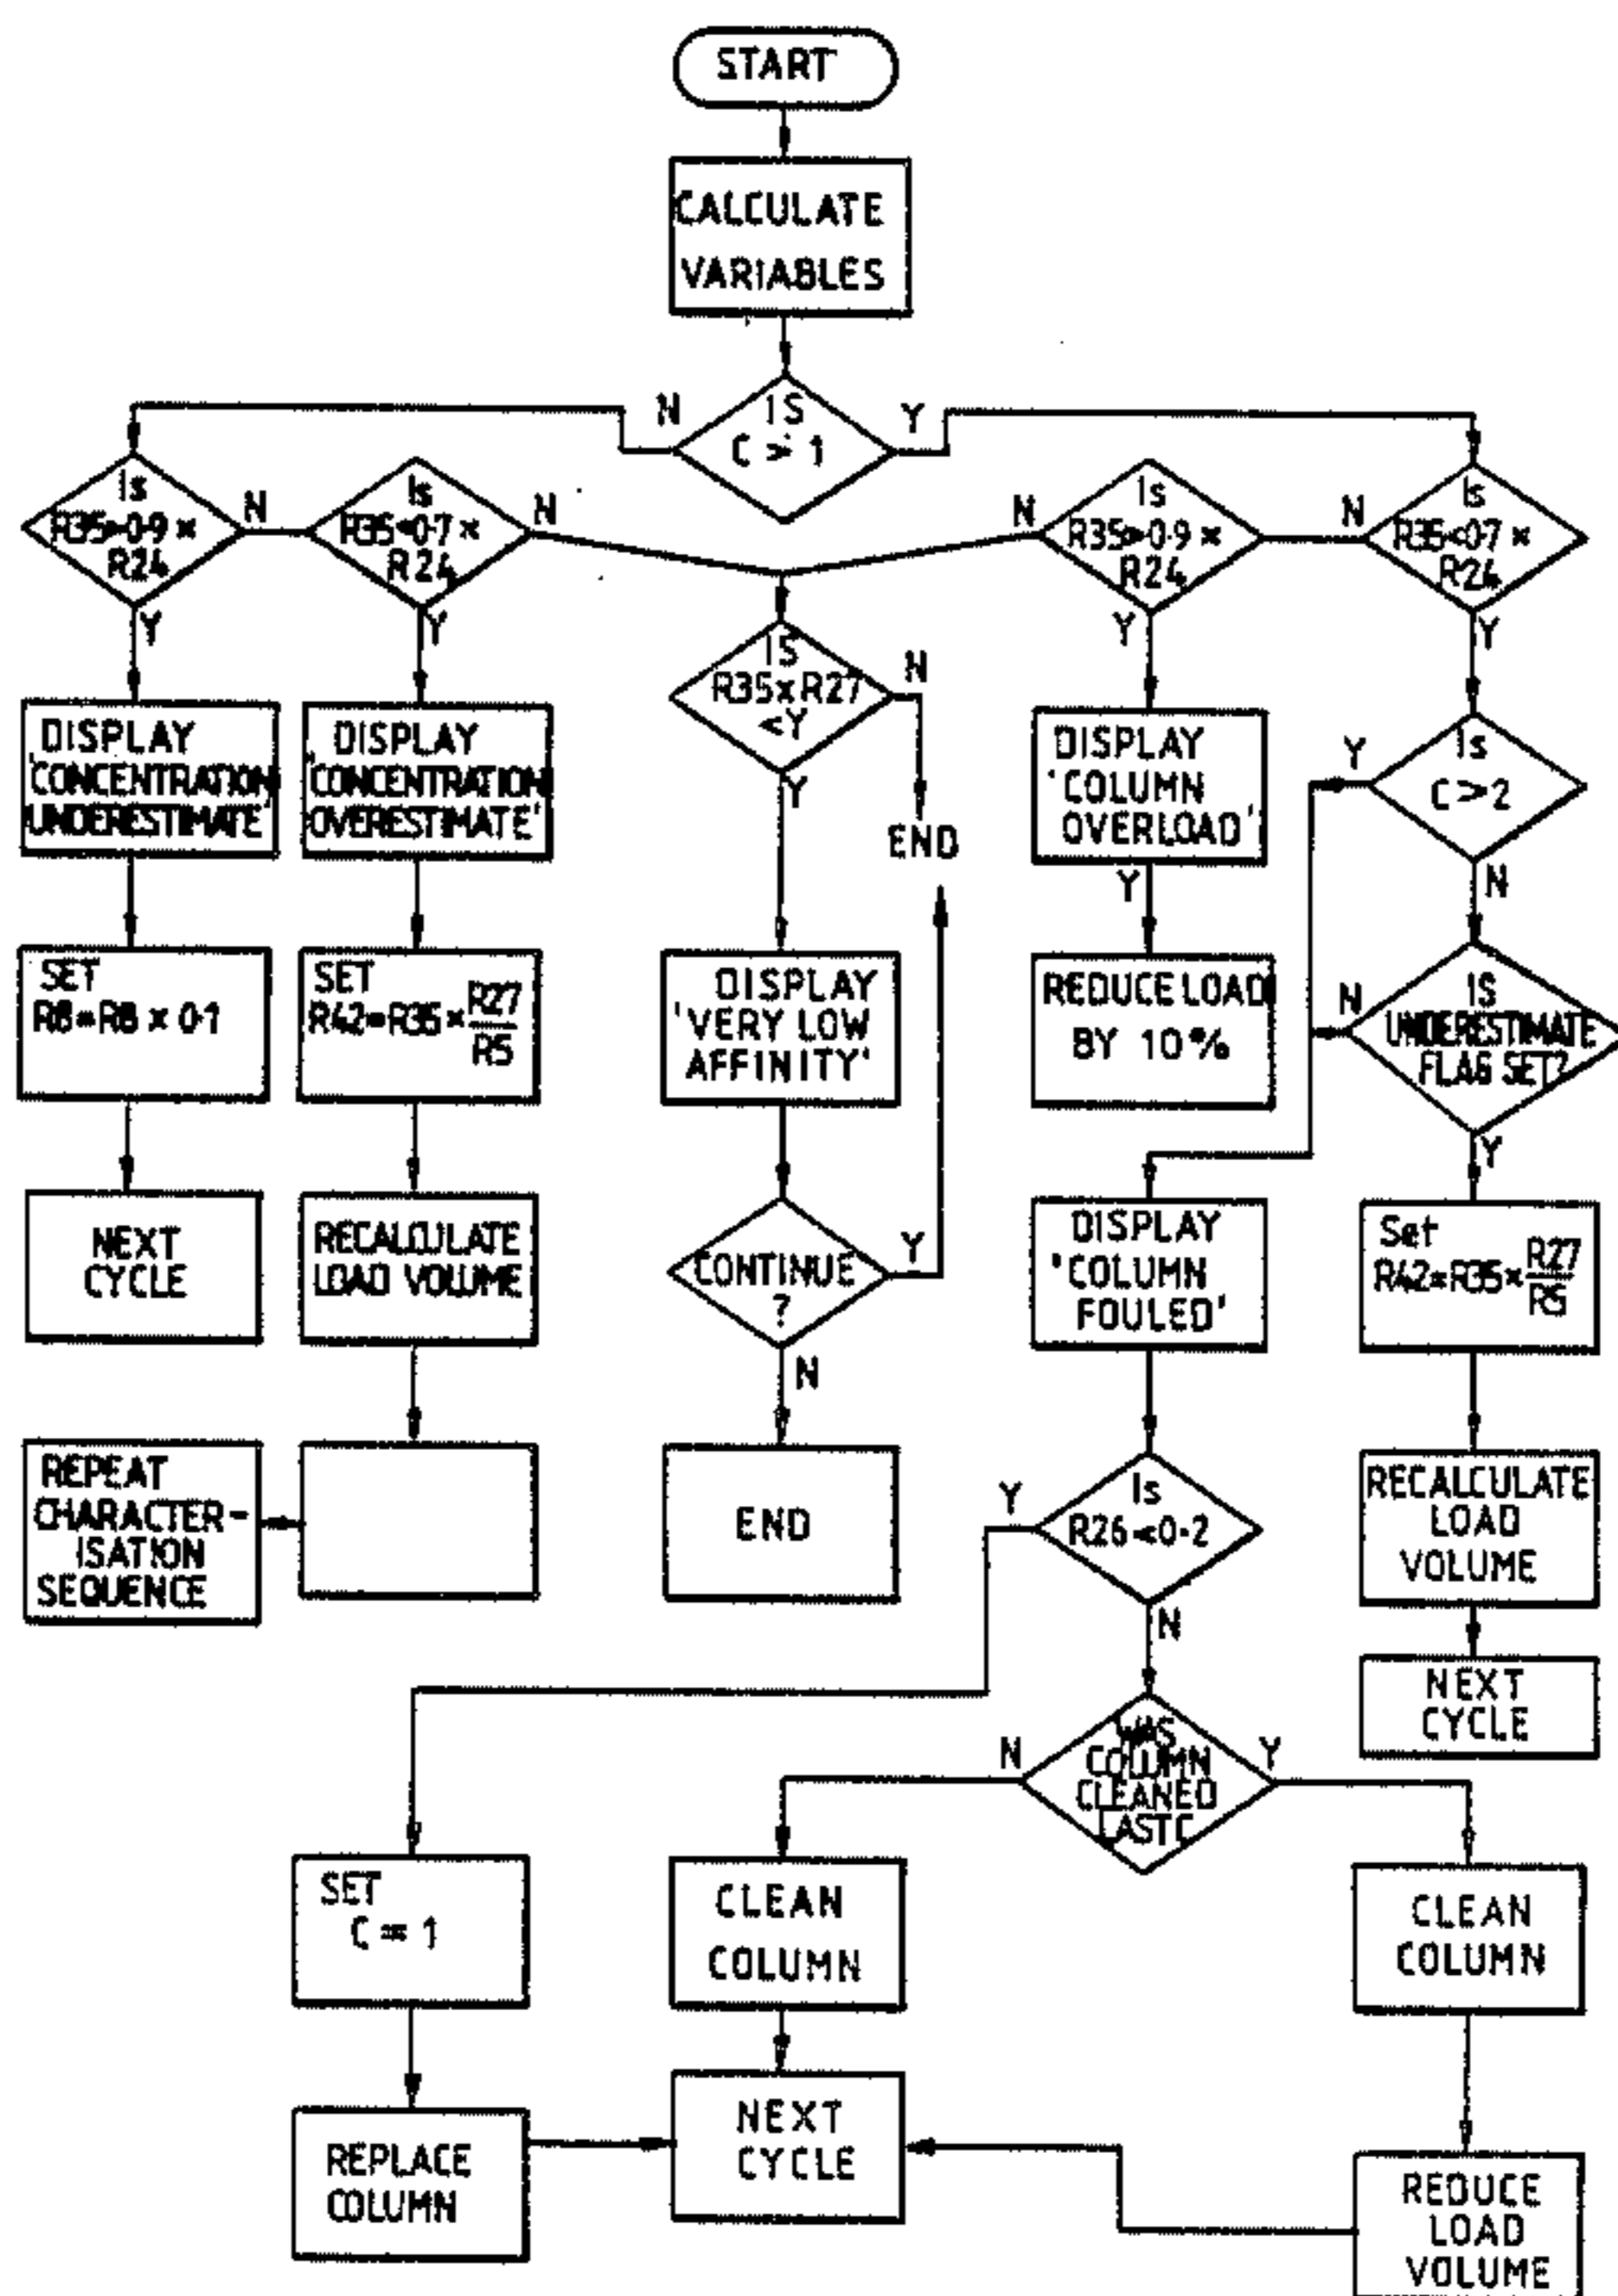 START
CALCULATE
VARIABLES
IS
C > 1
N
Y
Is
R35>0.9 ×
R24
N
Y
Is
R35<0.7 ×
R24
N
Y
Is
R35>0.9 ×
R24
N
Y
Is
R35<0.7 ×
R24
N
Y
IS
R35×R27
<Y
N
Y
END
DISPLAY
'CONCENTRATION
UNDERESTIMATE'
DISPLAY
'CONCENTRATION
OVERESTIMATE'
DISPLAY
'COLUMN
OVERLOAD'
Y
Is
C>2
Y
N
SET
R8=R8 × 0.1
SET
R42=R35×R27
R5
DISPLAY
'VERY LOW
AFFINITY'
REDUCE LOAD
BY 10%
IS
UNDERESTIMATE
FLAG SET?
N
Y
NEXT
CYCLE
RECALCULATE
LOAD VOLUME
CONTINUE
?
Y
N
DISPLAY
'COLUMN
FOULED'
Set
R42=R35×R27
R5
REPEAT
CHARACTER-
ISATION
SEQUENCE
END
Is
R26<0.2
Y
N
RECALCULATE
LOAD
VOLUME
NEXT
CYCLE
WAS
COLUMN
CLEANED
LASTC
N
Y
SET
C = 1
CLEAN
COLUMN
CLEAN
COLUMN
REPLACE
COLUMN
NEXT
CYCLE
REDUCE
LOAD
VOLUME